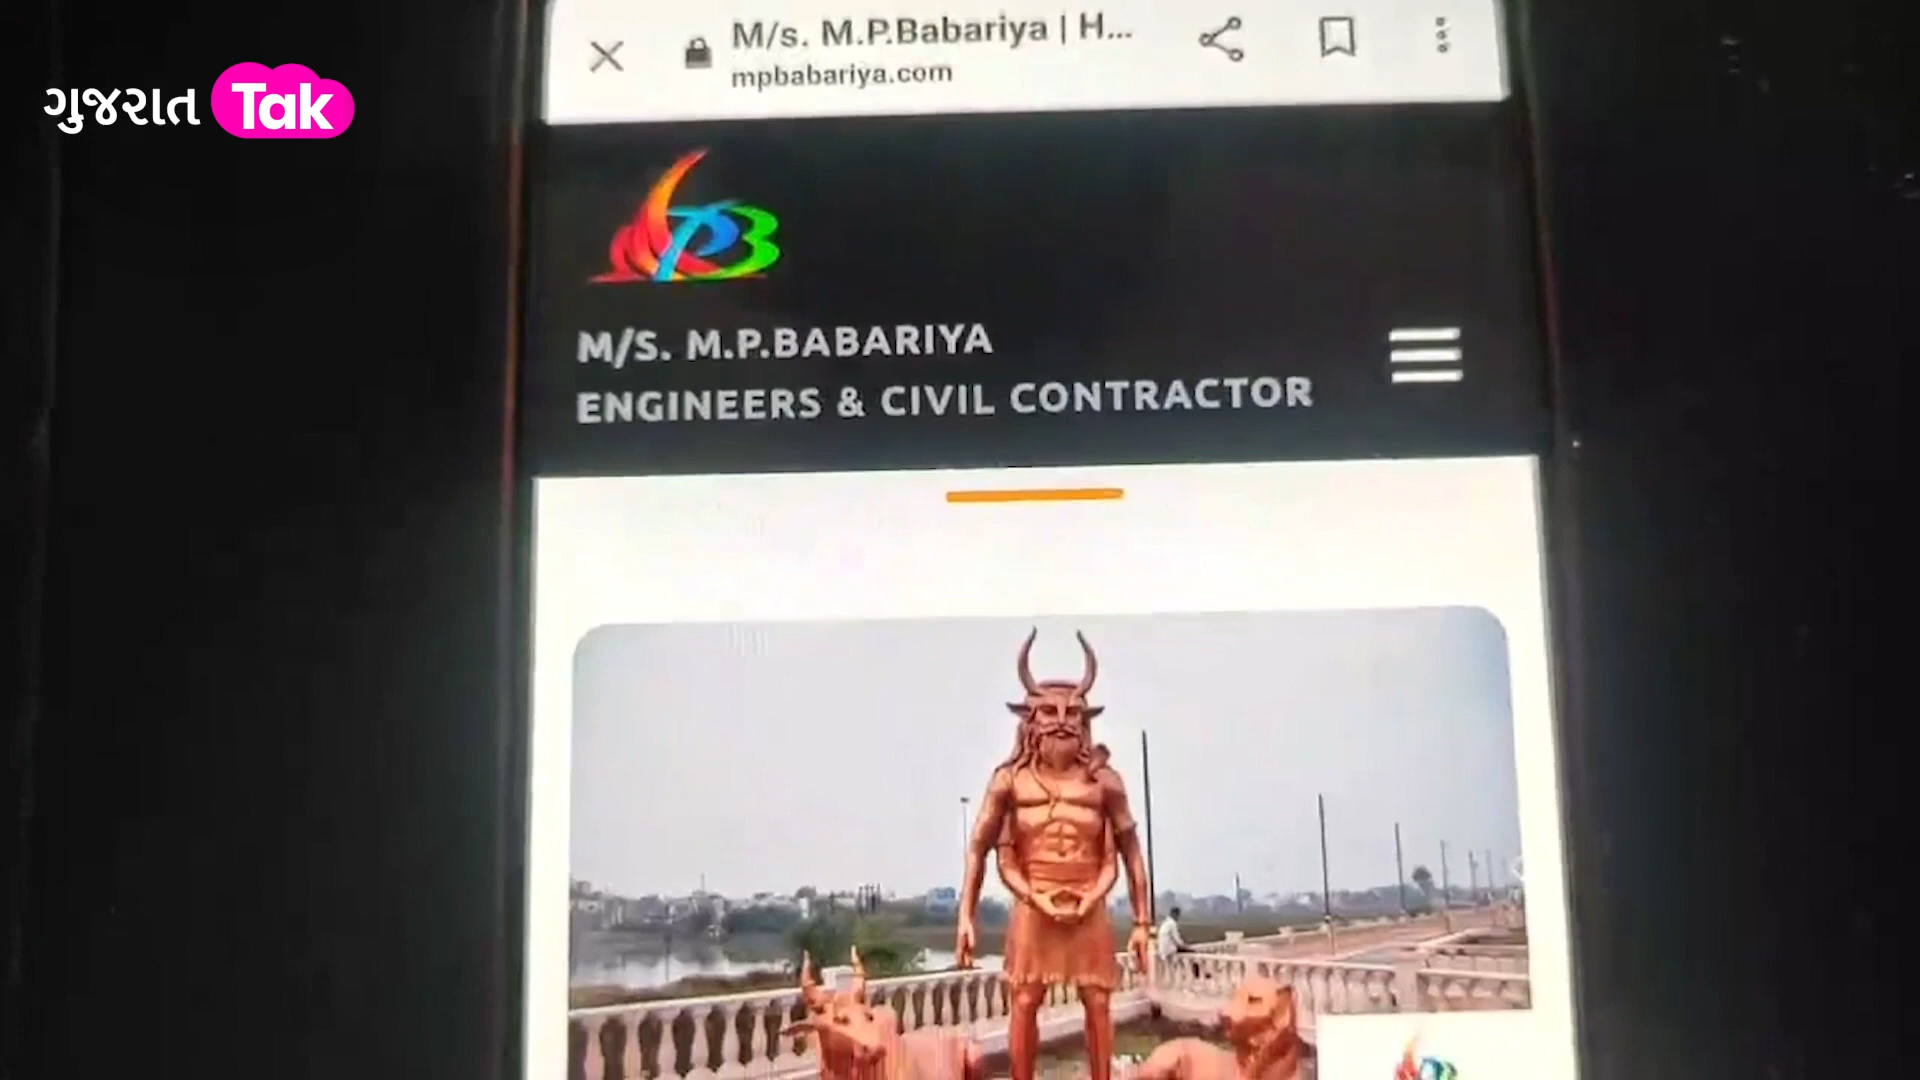 ગુજરાત Tak
M/s. M.P.Babariya | H...
mpbabariya.com
M/S. M.P.BABARIYA
ENGINEERS & CIVIL CONTRACTOR